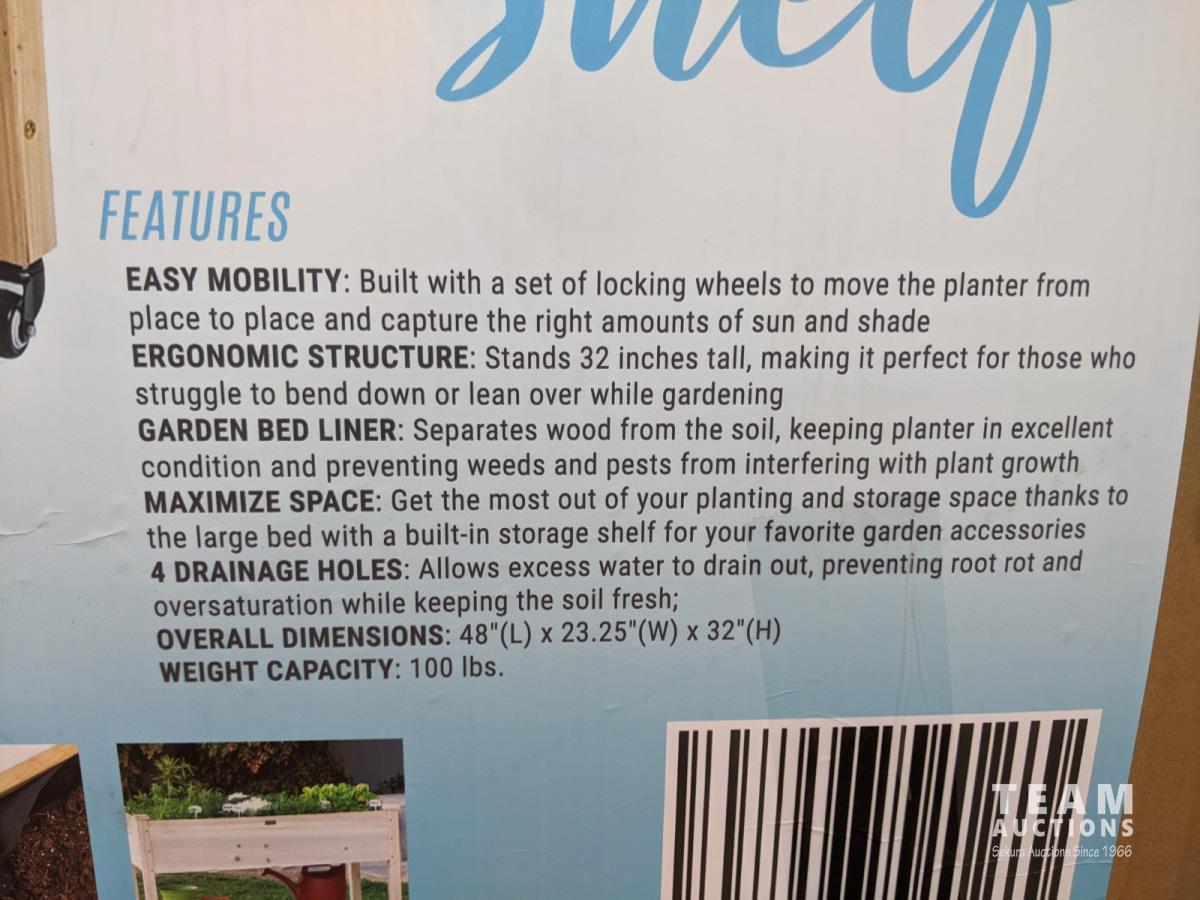 shelf
FEATURES
EASY MOBILITY: Built with a set of locking wheels to move the planter from
place to place and capture the right amounts of sun and shade
ERGONOMIC STRUCTURE: Stands 32 inches tall, making it perfect for those who
struggle to bend down or lean over while gardening
GARDEN BED LINER: Separates wood from the soil, keeping planter in excellent
condition and preventing weeds and pests from interfering with plant growth
MAXIMIZE SPACE: Get the most out of your planting and storage space thanks to
the large bed with a built-in storage shelf for your favorite garden accessories
4 DRAINAGE HOLES: Allows excess water to drain out, preventing root rot and
oversaturation while keeping the soil fresh;
OVERALL DIMENSIONS: 48"(L) x 23.25"(W) x 32"(H)
WEIGHT CAPACITY: 100 lbs.
TEAM
AUCTIONS
Sekura Auctions Since 1966